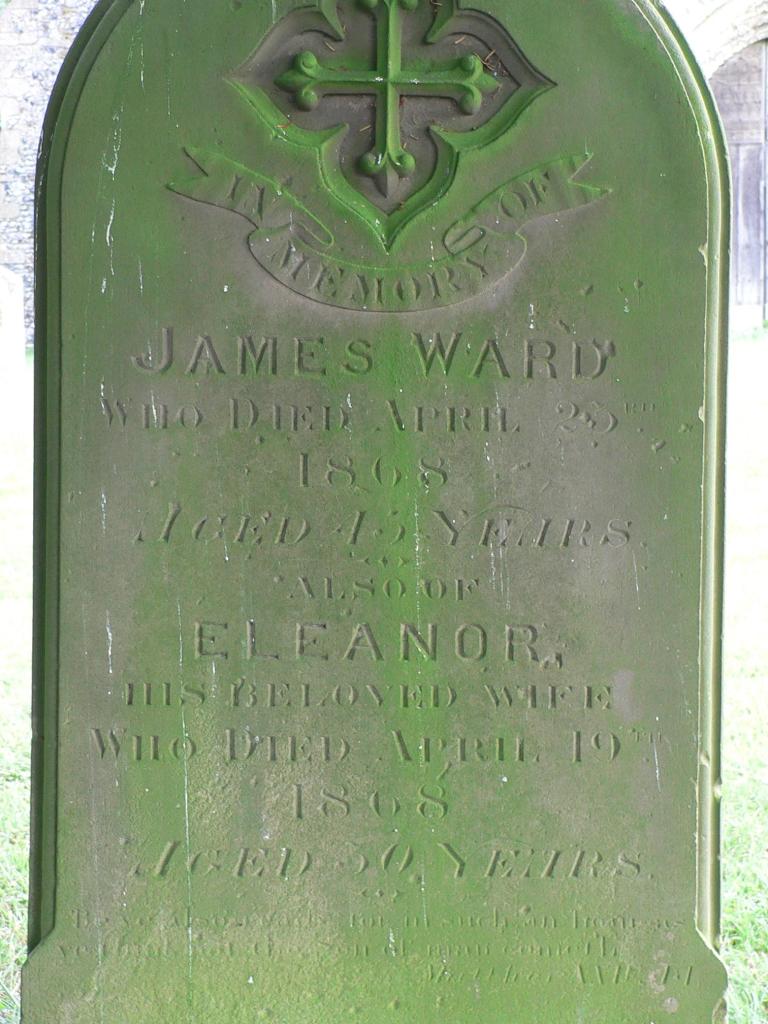 IN MEMORY OF
JAMES WARD
WHO DIED APRIL 23RD
1868
AGED 45 YEARS.
ALSO OF
ELEANOR,
HIS BELOVED WIFE
WHO DIED APRIL 19TH
1868
AGED 50 YEARS.
Be ye also ready for in such an hour as
ye think not the Son of man cometh
Matthew